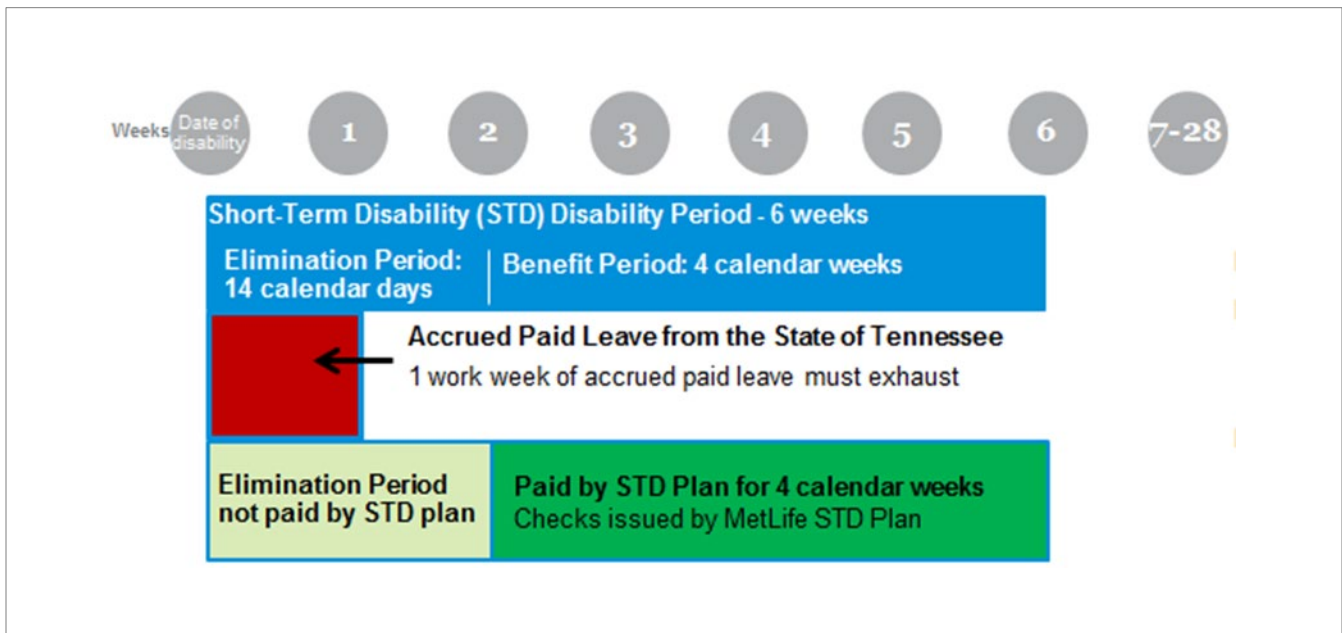 Weeks
Date of
disability
1
2
3
4
5
6
7-28
Short-Term Disability (STD) Disability Period - 6 weeks
Elimination Period:
14 calendar days
Benefit Period: 4 calendar weeks
Accrued Paid Leave from the State of Tennessee
1 work week of accrued paid leave must exhaust
Elimination Period
not paid by STD plan
Paid by STD Plan for 4 calendar weeks
Checks issued by MetLife STD Plan